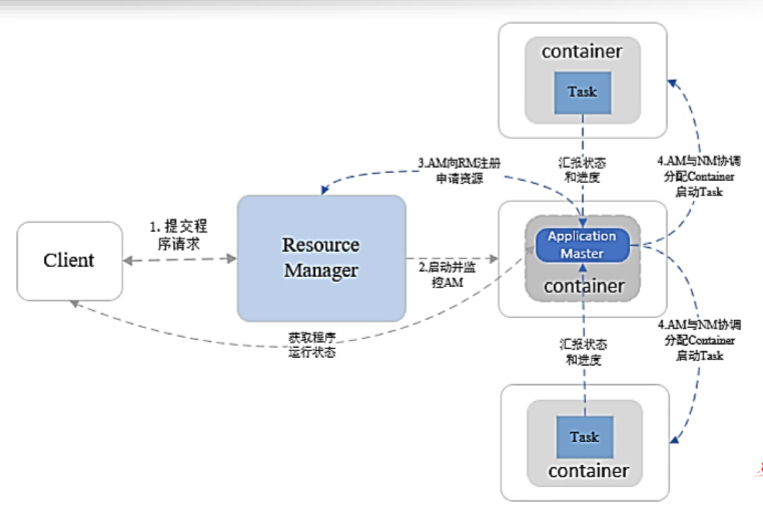 container
Task
3.AM向RM注册
申请资源
汇报状态
和进度
4.AM与NM协调
分配Container
启动Task
1. 提交程
序请求
Client
Resource
Manager
2.启动并监
控AM
Application
Master
container
获取程序
运行状态
汇报状态
和进度
4.AM与NM协调
分配Container
启动Task
Task
container